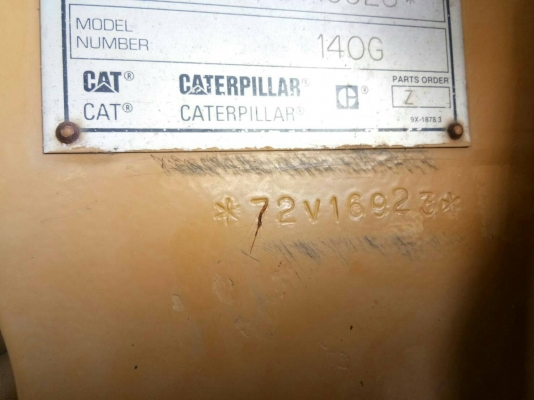 MODEL
NUMBER 140G
CAT® CATERPILLAR® ®
CAT® CATERPILLAR®
PARTS ORDER
Z
9X-1878.3
*72V16923*